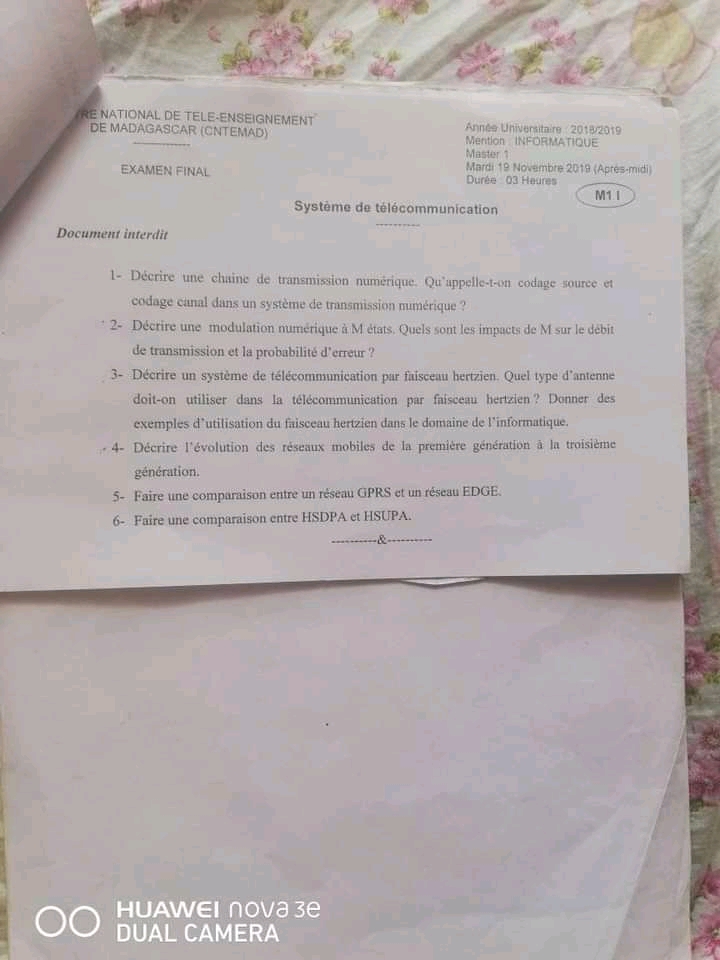 RE NATIONAL DE TELE-ENSEIGNEMENT
DE MADAGASCAR (CNTEMAD)
-------------
EXAMEN FINAL
Année Universitaire : 2018/2019
Mention : INFORMATIQUE
Master 1
Mardi 19 Novembre 2019 (Après-midi)
Durée : 03 Heures
M1 I
Système de télécommunication
----------
Document interdit
1- Décrire une chaine de transmission numérique. Qu'appelle-t-on codage source et
codage canal dans un système de transmission numérique ?
2- Décrire une modulation numérique à M états. Quels sont les impacts de M sur le débit
de transmission et la probabilité d'erreur ?
3- Décrire un système de télécommunication par faisceau hertzien. Quel type d'antenne
doit-on utiliser dans la télécommunication par faisceau hertzien ? Donner des
exemples d'utilisation du faisceau hertzien dans le domaine de l'informatique.
4- Décrire l'évolution des réseaux mobiles de la première génération à la troisième
génération.
5- Faire une comparaison entre un réseau GPRS et un réseau EDGE.
6- Faire une comparaison entre HSDPA et HSUPA.
----------&----------
HUAWEI nova 3e
DUAL CAMERA